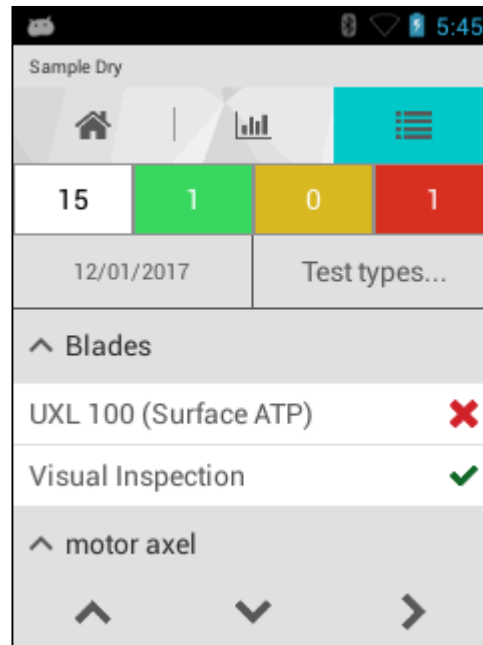 5:45
Sample Dry
15 1 0 1
12/01/2017 Test types...
Blades
UXL 100 (Surface ATP)
Visual Inspection
motor axel